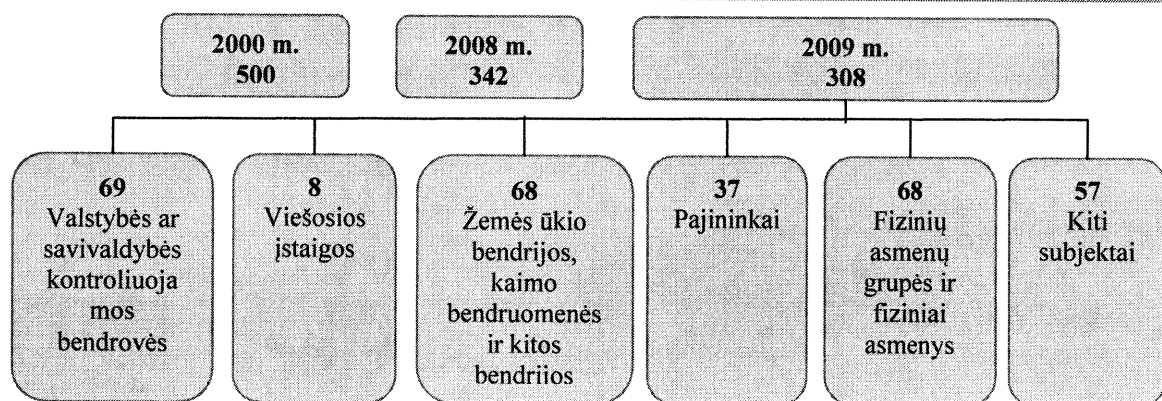 2000 m.
500
2008 m.
342
2009 m.
308
69
Valstybės ar
savivaldybės
kontroliuoja
mos
bendrovės
8
Viešosios
įstaigos
68
Žemės ūkio
bendrijos,
kaimo
bendruomenės
ir kitos
bendrijos
37
Pajininkai
68
Fizinių
asmenų
grupės ir
fiziniai
asmenys
57
Kiti
subjektai